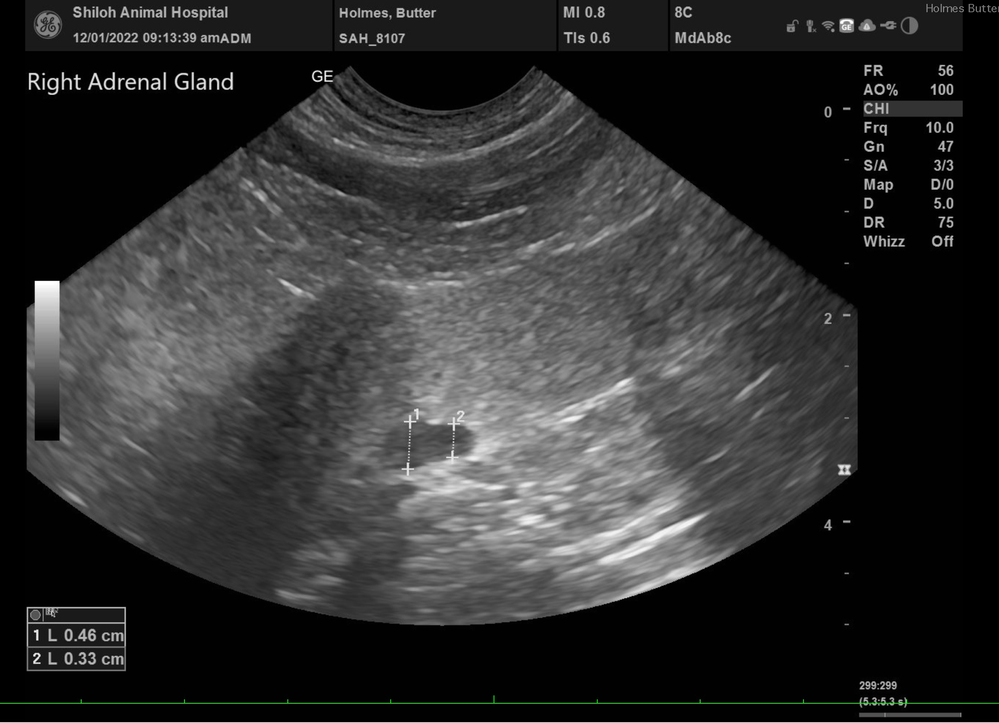 Shiloh Animal Hospital
12/01/2022 09:13:39 amADM
Holmes, Butter
SAH_8107
MI 0.8
TIs 0.6
8C
MdAb8c
Holmes Butte
GE
Right Adrenal Gland
GE
FR 56
AO% 100
CHI
Frq 10.0
Gn 47
S/A 3/3
Map D/0
D 5.0
DR 75
Whizz Off
0
2
4
1
2
1 L 0.46 cm
2 L 0.33 cm
299:299
(5.3:5.3 s)